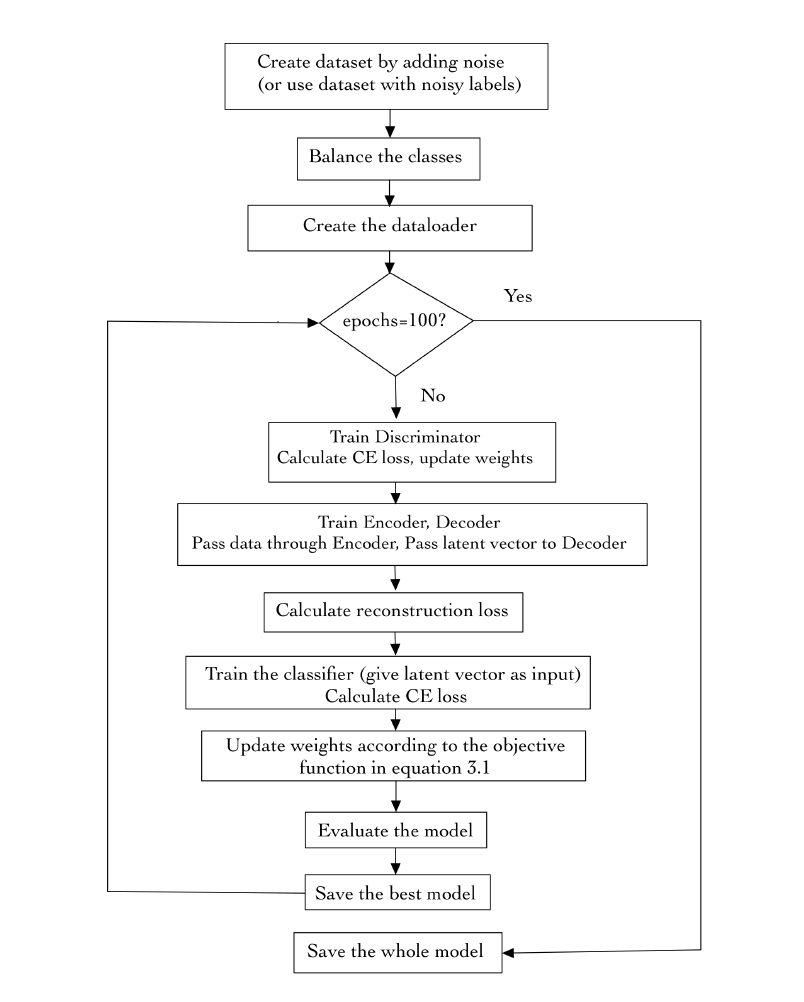 Create dataset by adding noise
(or use dataset with noisy labels)
Balance the classes
Create the dataloader
epochs=100?
Yes
No
Train Discriminator
Calculate CE loss, update weights
Train Encoder, Decoder
Pass data through Encoder, Pass latent vector to Decoder
Calculate reconstruction loss
Train the classifier (give latent vector as input)
Calculate CE loss
Update weights according to the objective
function in equation 3.1
Evaluate the model
Save the best model
Save the whole model